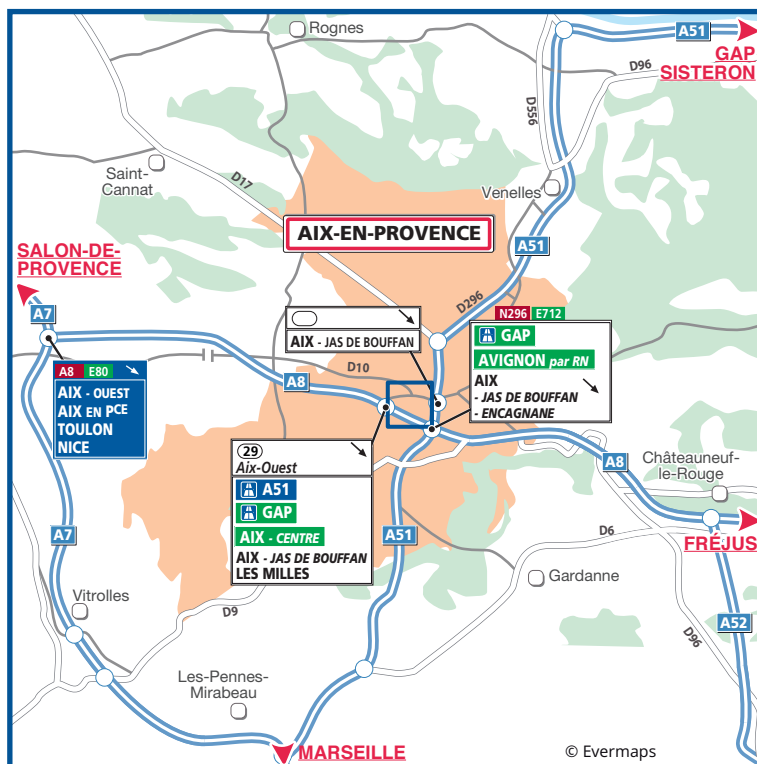 Rognes
A51
GAP
SISTERON
D96
D556
Saint-
Cannat
D17
Venelles
AIX-EN-PROVENCE
A51
SALON-DE-
PROVENCE
A7
D296
N296 E712
GAP
AVIGNON par RN
AIX
- JAS DE BOUFFAN
- ENCAGNANE
AIX - JAS DE BOUFFAN
A8 E80
AIX - OUEST
AIX EN PCE
TOULON
NICE
D10
A8
29
Aix-Ouest
A51
GAP
AIX - CENTRE
AIX - JAS DE BOUFFAN
LES MILLES
A8
Châteauneuf-
le-Rouge
A7
A51
D6
FRÉJUS
Gardanne
Vitrolles
D9
A52
D96
Les-Pennes-
Mirabeau
MARSEILLE
© Evermaps